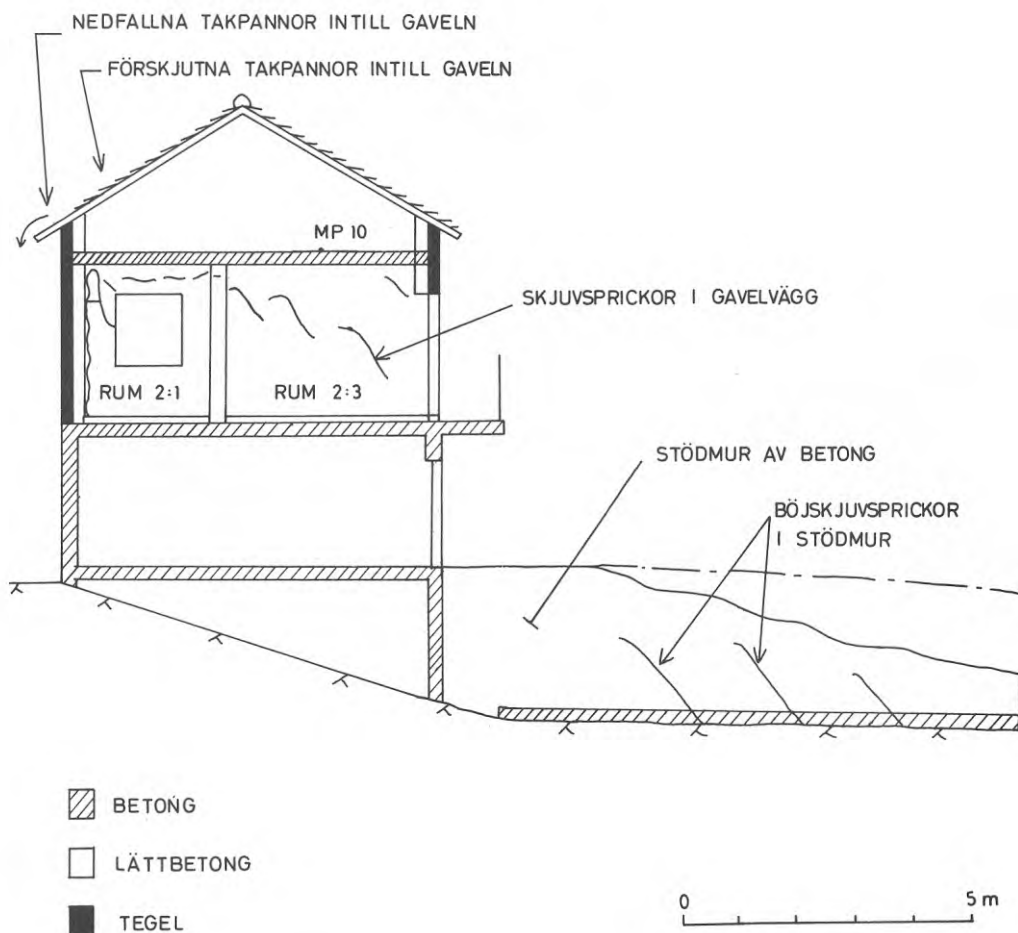 NEDFALLNA TAKPANNOR INTILL GAVELN
FÖRSKJUTNA TAKPANNOR INTILL GAVELN
MP 10
SKJUVSPRICKOR I GAVELVÄGG
RUM 2:1
RUM 2:3
STÖDMUR AV BETONG
BÖJSKJUVSPRICKOR
I STÖDMUR
BETONG
LÄTTBETONG
TEGEL
0
5 m